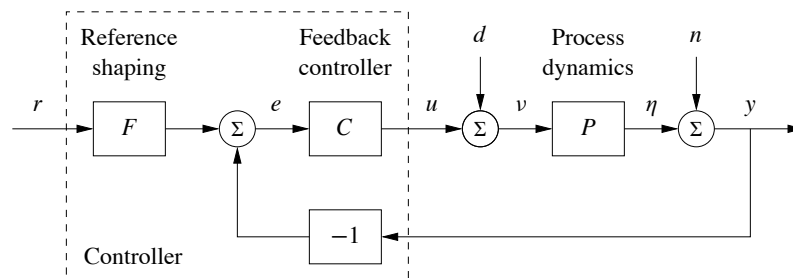 Reference
shaping
Feedback
controller
d
Process
dynamics
n
r
F
Σ
e
C
u
Σ
ν
P
η
Σ
y
−1
Controller